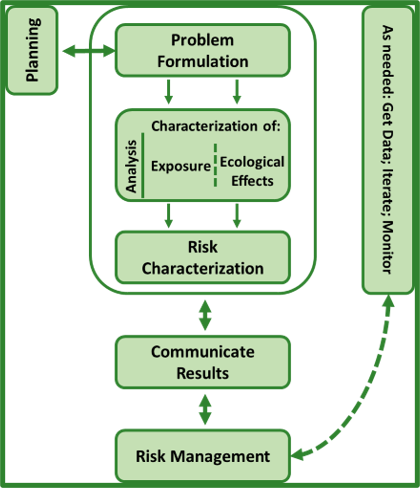 Planning
Problem
Formulation
Characterization of:
Analysis
Exposure
Ecological
Effects
Risk
Characterization
Communicate
Results
Risk Management
As needed: Get Data; Iterate; Monitor